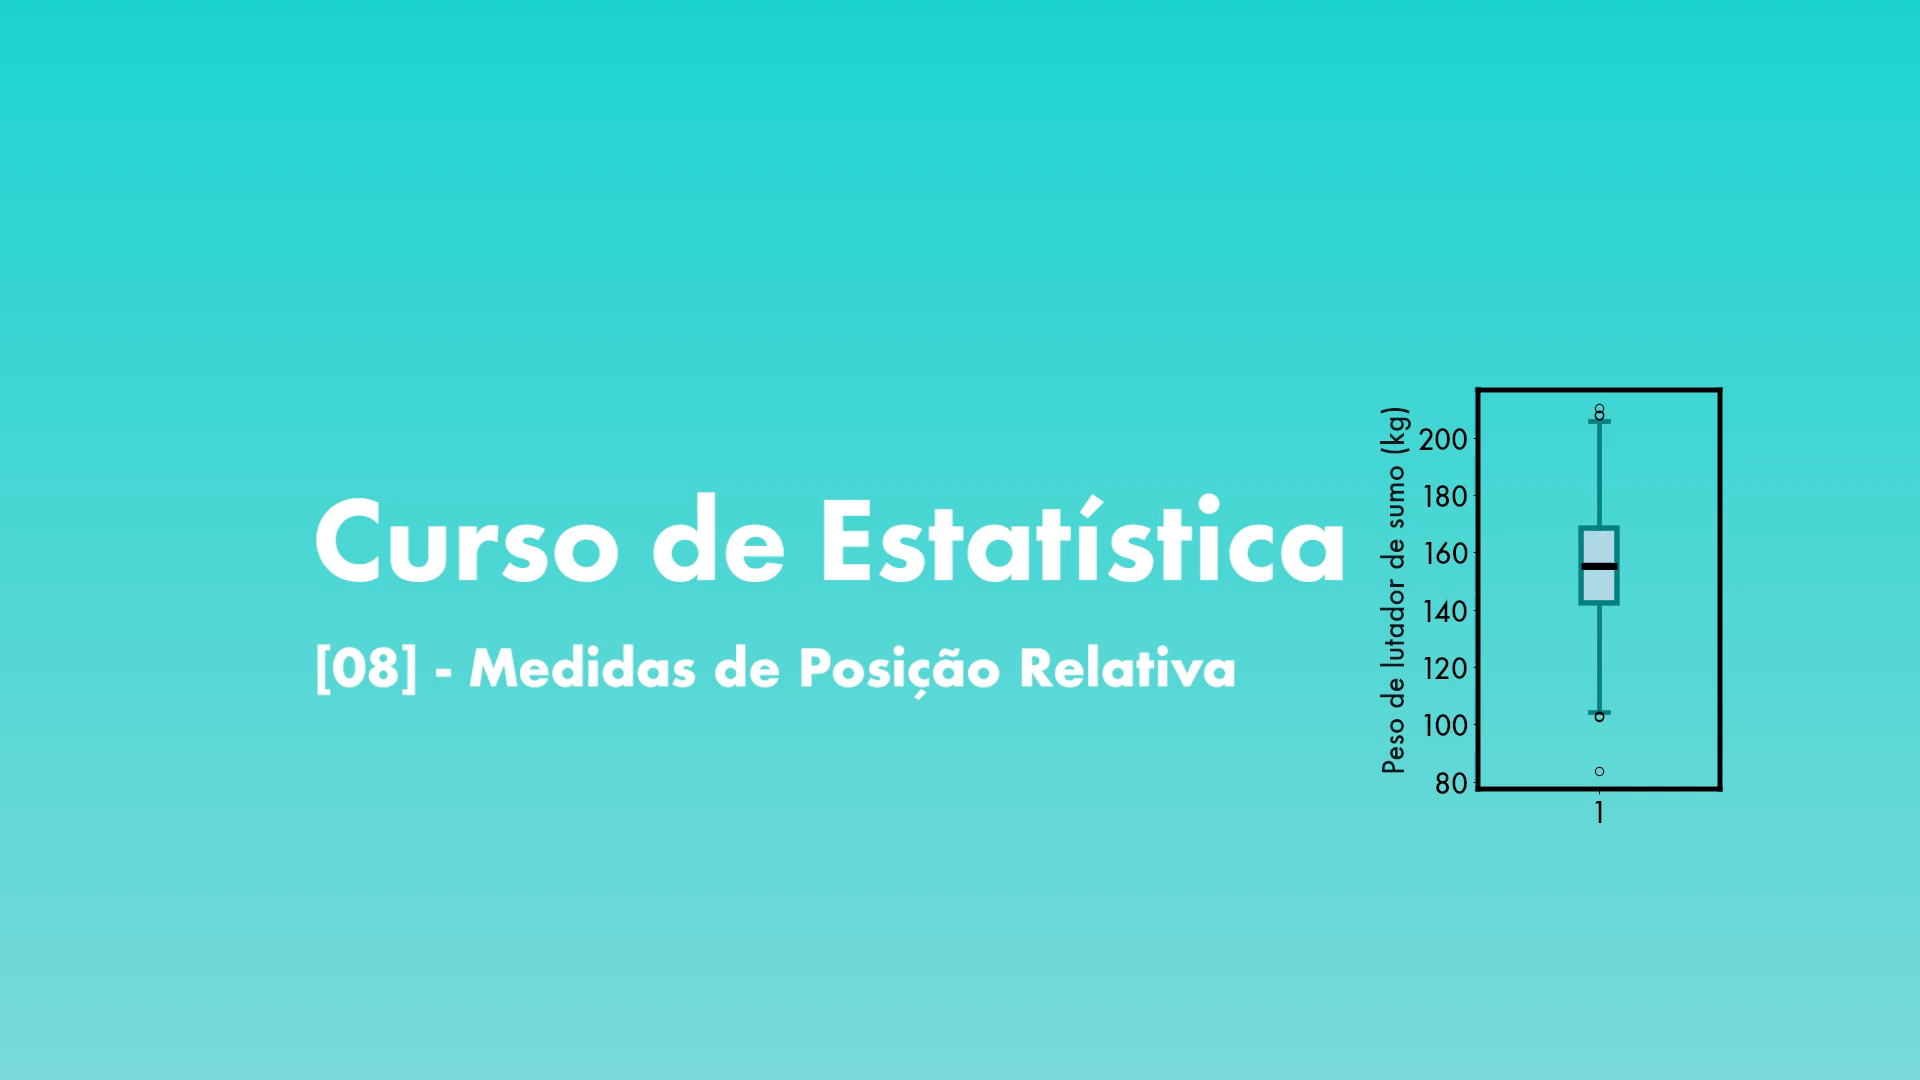 Curso de Estatística
[08] - Medidas de Posição Relativa
Peso de lutador de sumo (kg)
200
180
160
140
120
100
80
1